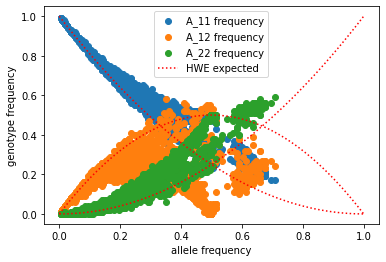 A_11 frequency
A_12 frequency
A_22 frequency
HWE expected
genotype frequency
1.0
0.8
0.6
0.4
0.2
0.0
0.0 0.2 0.4 0.6 0.8 1.0
allele frequency